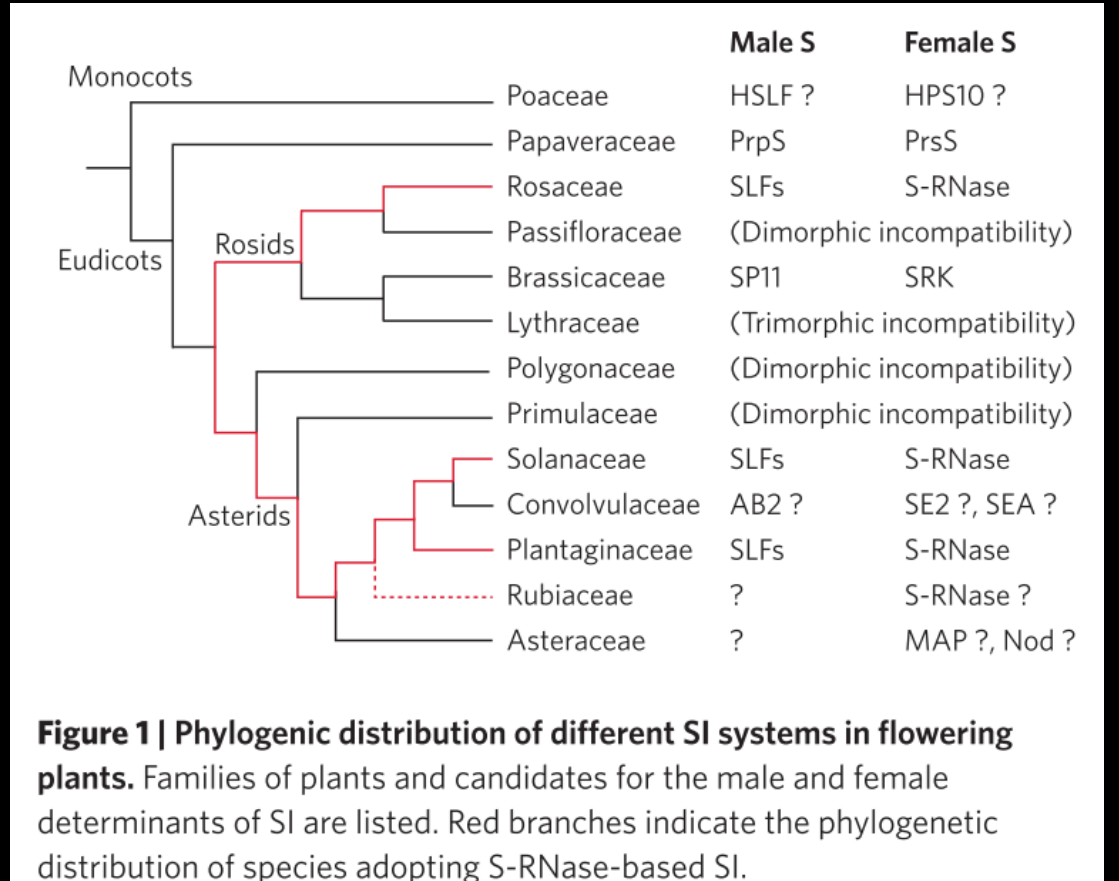 Male S Female S
Monocots
Poaceae HSLF ? HPS10 ?
Papaveraceae PrpS PrsS
Rosaceae SLFs S-RNase
Passifloraceae (Dimorphic incompatibility)
Rosids
Eudicots
Brassicaceae SP11 SRK
Lythraceae (Trimorphic incompatibility)
Polygonaceae (Dimorphic incompatibility)
Primulaceae (Dimorphic incompatibility)
Solanaceae SLFs S-RNase
Convolvulaceae AB2 ? SE2 ?, SEA ?
Asterids
Plantaginaceae SLFs S-RNase
Rubiaceae ? S-RNase ?
Asteraceae ? MAP ?, Nod ?
Figure 1 | Phylogenic distribution of different SI systems in flowering
plants. Families of plants and candidates for the male and female
determinants of SI are listed. Red branches indicate the phylogenetic
distribution of species adopting S-RNase-based SI.